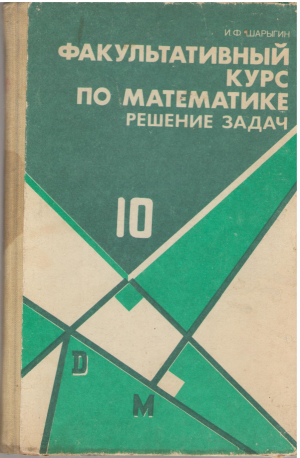 И.Ф. ШАРЫГИН
ФАКУЛЬТАТИВНЫЙ
КУРС
ПО МАТЕМАТИКЕ
РЕШЕНИЕ ЗАДАЧ
10
D
M